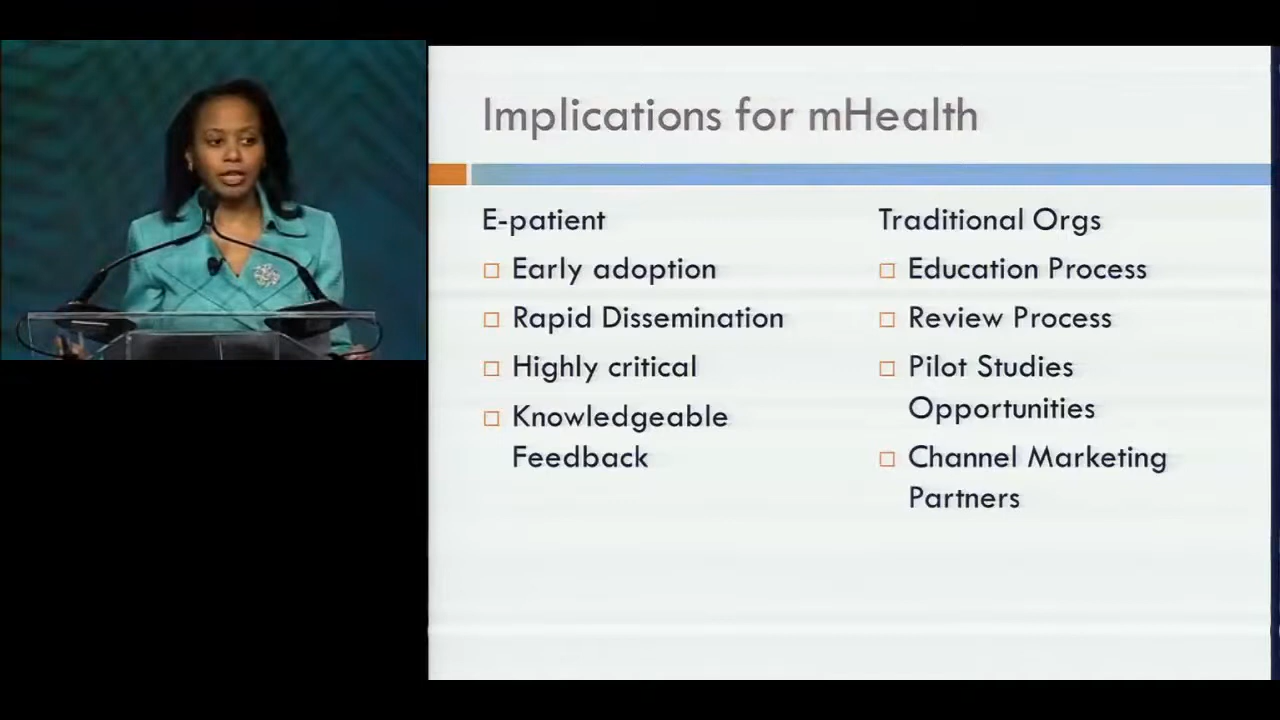 Implications for mHealth
E-patient
Early adoption
Rapid Dissemination
Highly critical
Knowledgeable
Feedback
Traditional Orgs
Education Process
Review Process
Pilot Studies
Opportunities
Channel Marketing
Partners